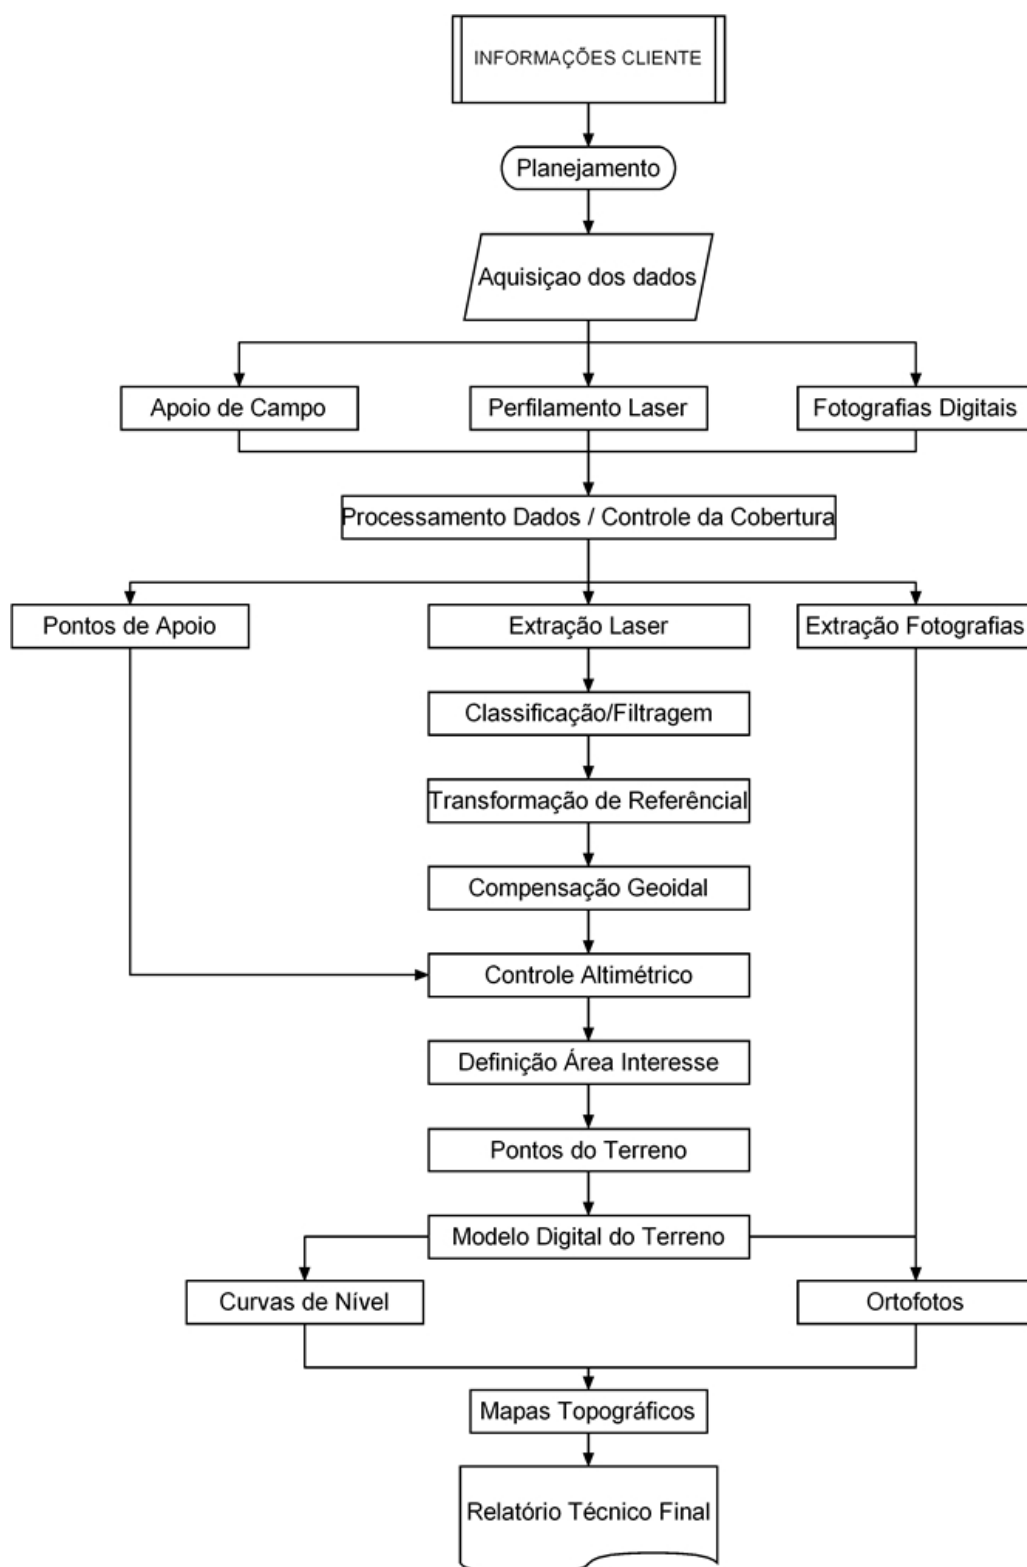 INFORMAÇÕES CLIENTE
Planejamento
Aquisiçao dos dados
Apoio de Campo
Perfilamento Laser
Fotografias Digitais
Processamento Dados / Controle da Cobertura
Pontos de Apoio
Extração Laser
Extração Fotografias
Classificação/Filtragem
Transformação de Referêncial
Compensação Geoidal
Controle Altimétrico
Definição Área Interesse
Pontos do Terreno
Modelo Digital do Terreno
Curvas de Nível
Ortofotos
Mapas Topográficos
Relatório Técnico Final